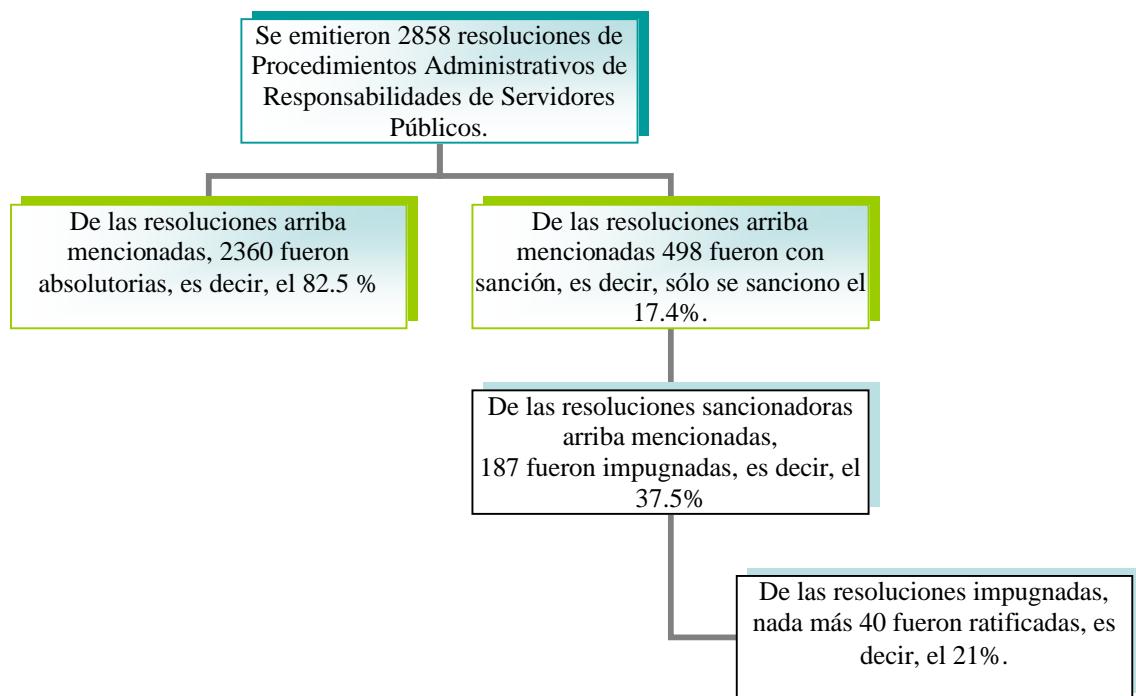 Se emitieron 2858 resoluciones de
Procedimientos Administrativos de
Responsabilidades de Servidores
Públicos.
De las resoluciones arriba
mencionadas, 2360 fueron
absolutorias, es decir, el 82.5 %
De las resoluciones arriba
mencionadas 498 fueron con
sanción, es decir, sólo se sanciono el
17.4%.
De las resoluciones sancionadoras
arriba mencionadas,
187 fueron impugnadas, es decir, el
37.5%
De las resoluciones impugnadas,
nada más 40 fueron ratificadas, es
decir, el 21%.